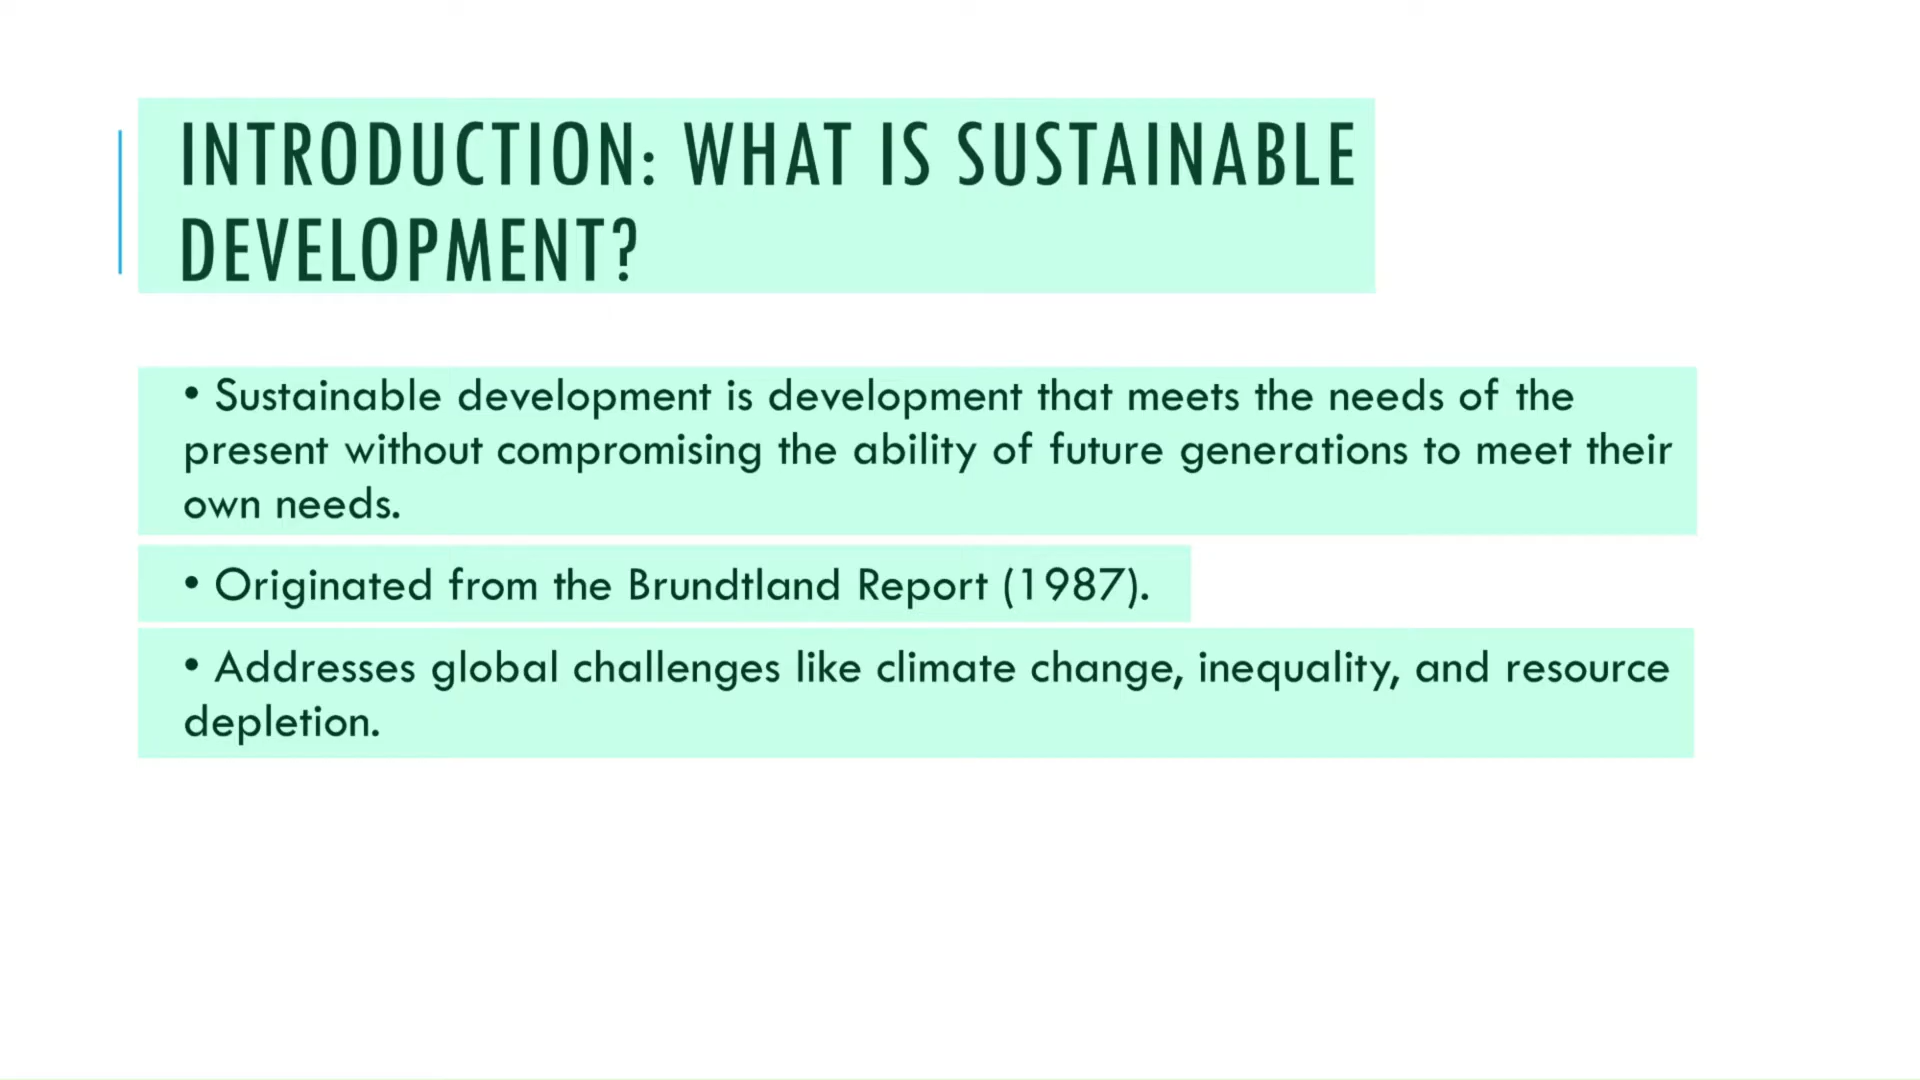 INTRODUCTION: WHAT IS SUSTAINABLE
DEVELOPMENT?
• Sustainable development is development that meets the needs of the
present without compromising the ability of future generations to meet their
own needs.
• Originated from the Brundtland Report (1987).
• Addresses global challenges like climate change, inequality, and resource
depletion.